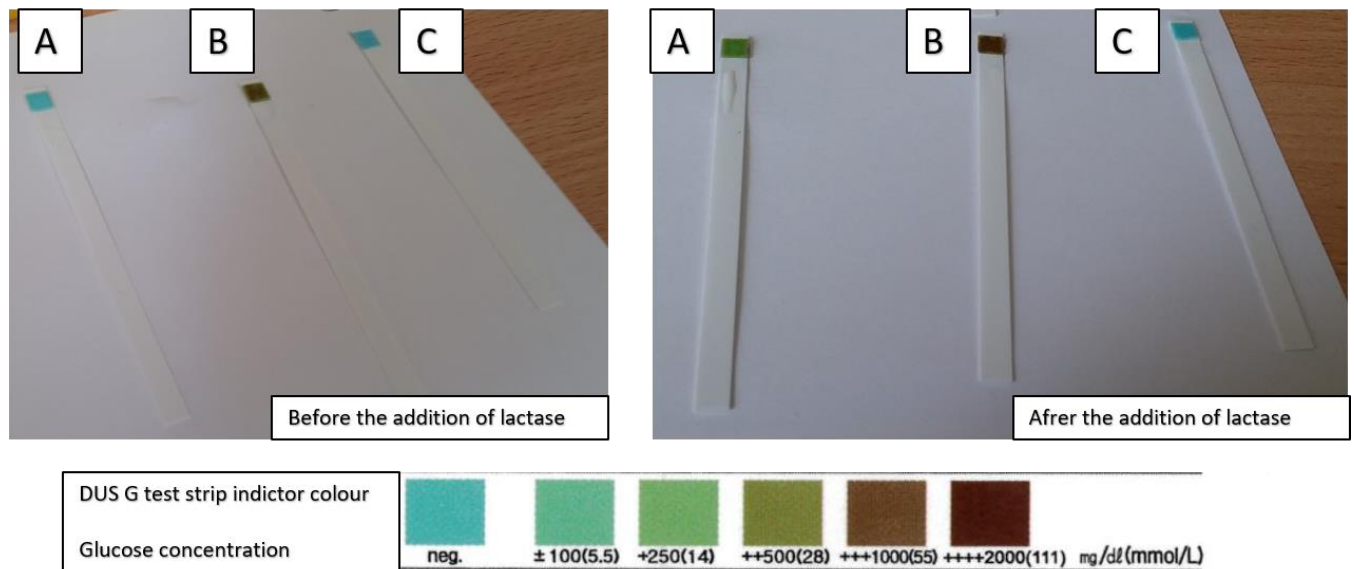 A B C
Before the addition of lactase
A B C
Afrer the addition of lactase
DUS G test strip indictor colour
Glucose concentration
neg. ±100(5.5) +250(14) ++500(28) +++1000(55) ++++2000(111) mg/dℓ(mmol/L)